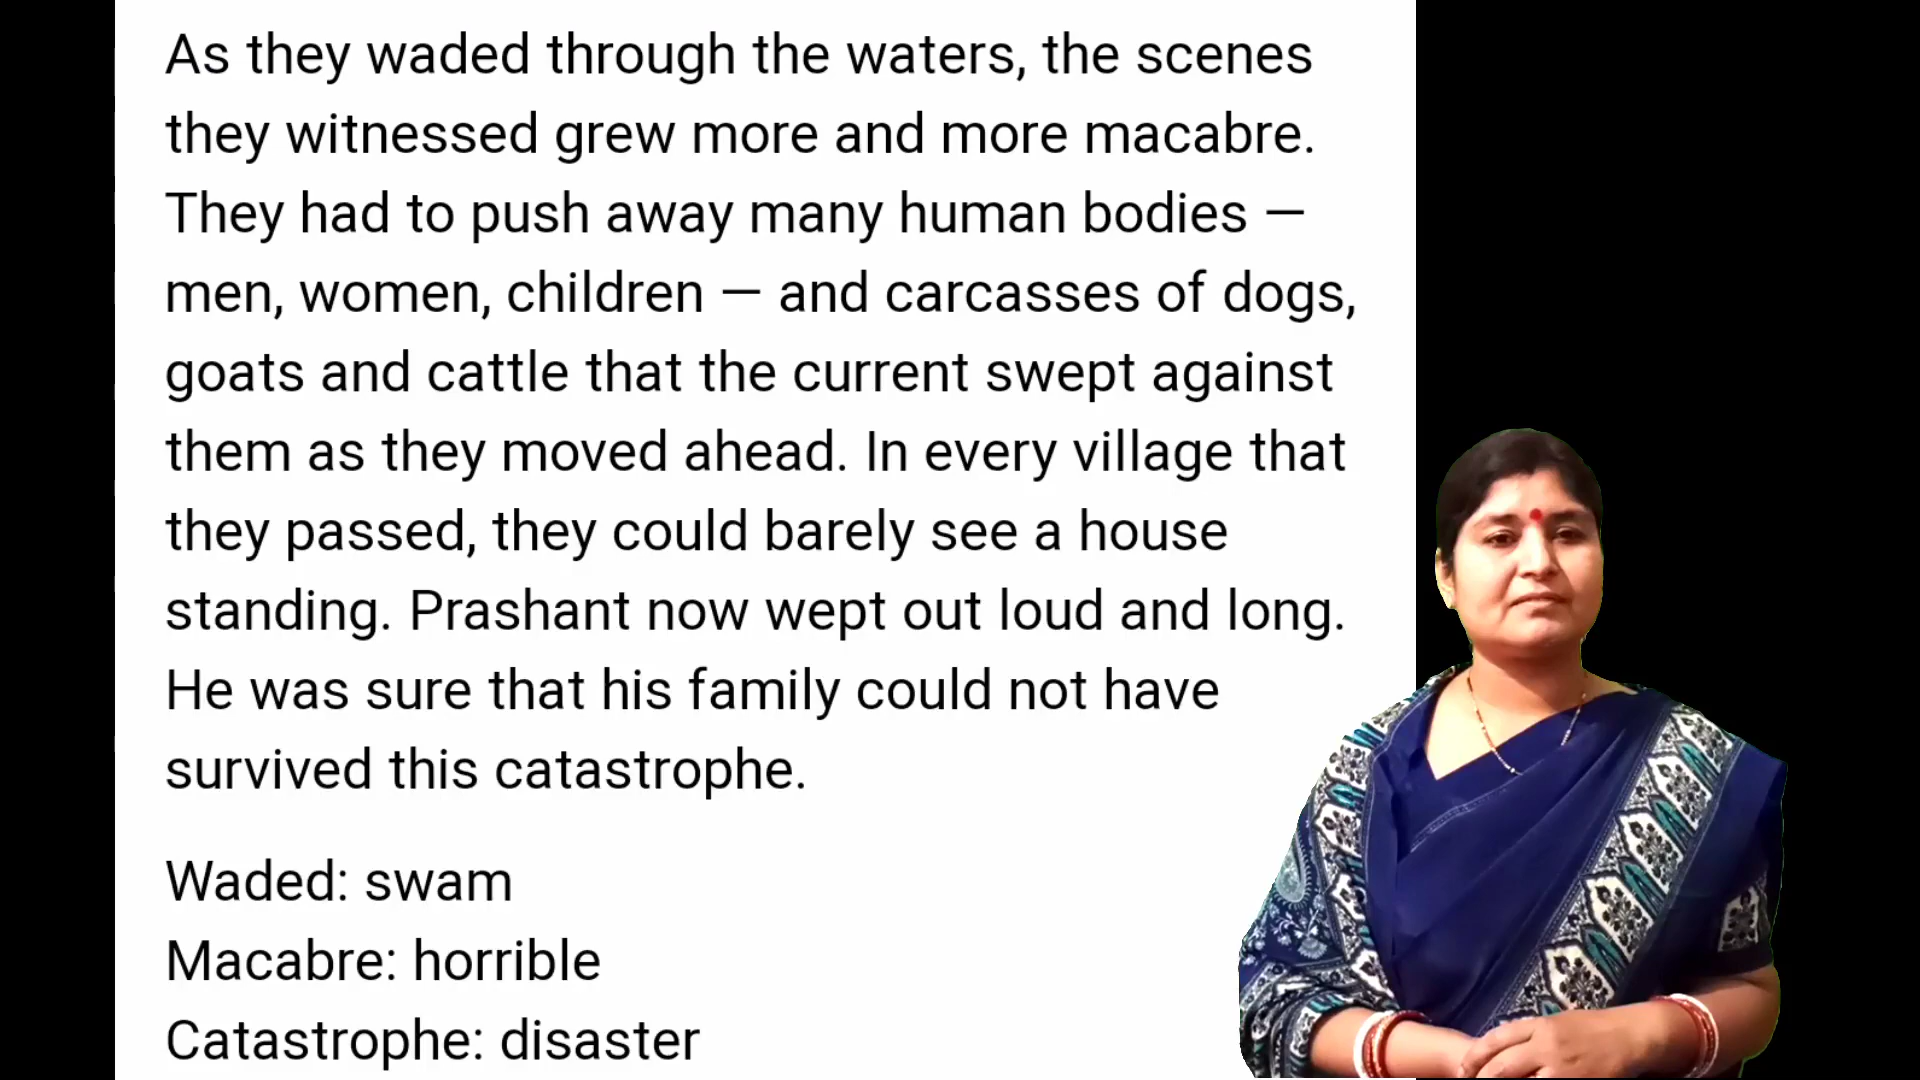 As they waded through the waters, the scenes
they witnessed grew more and more macabre.
They had to push away many human bodies —
men, women, children — and carcasses of dogs,
goats and cattle that the current swept against
them as they moved ahead. In every village that
they passed, they could barely see a house
standing. Prashant now wept out loud and long.
He was sure that his family could not have
survived this catastrophe.
Waded: swam
Macabre: horrible
Catastrophe: disaster